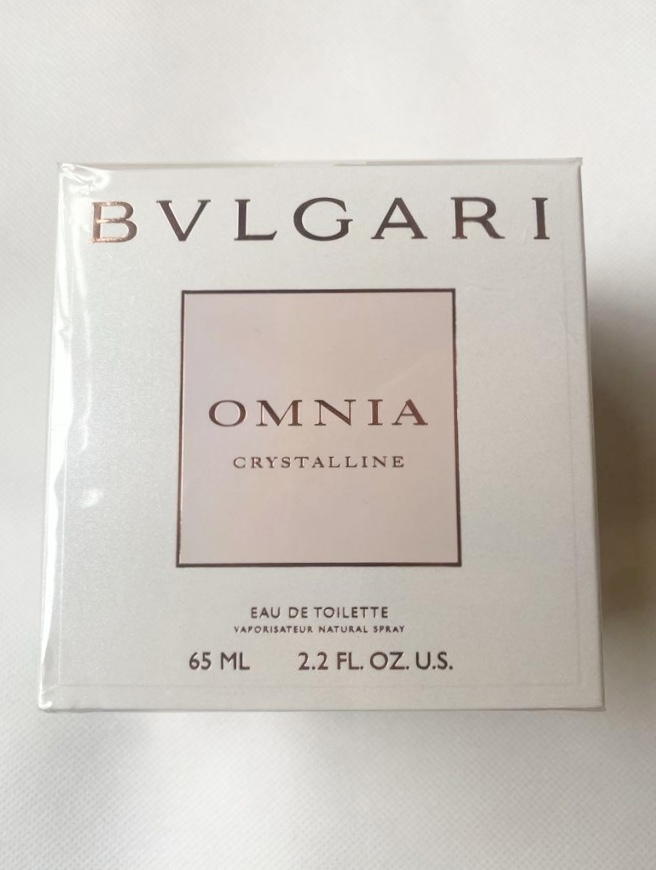 BVLGARI
OMNIA
CRYSTALLINE
EAU DE TOILETTE
VAPORISATEUR NATURAL SPRAY
65 ML 2.2 FL. OZ. U.S.